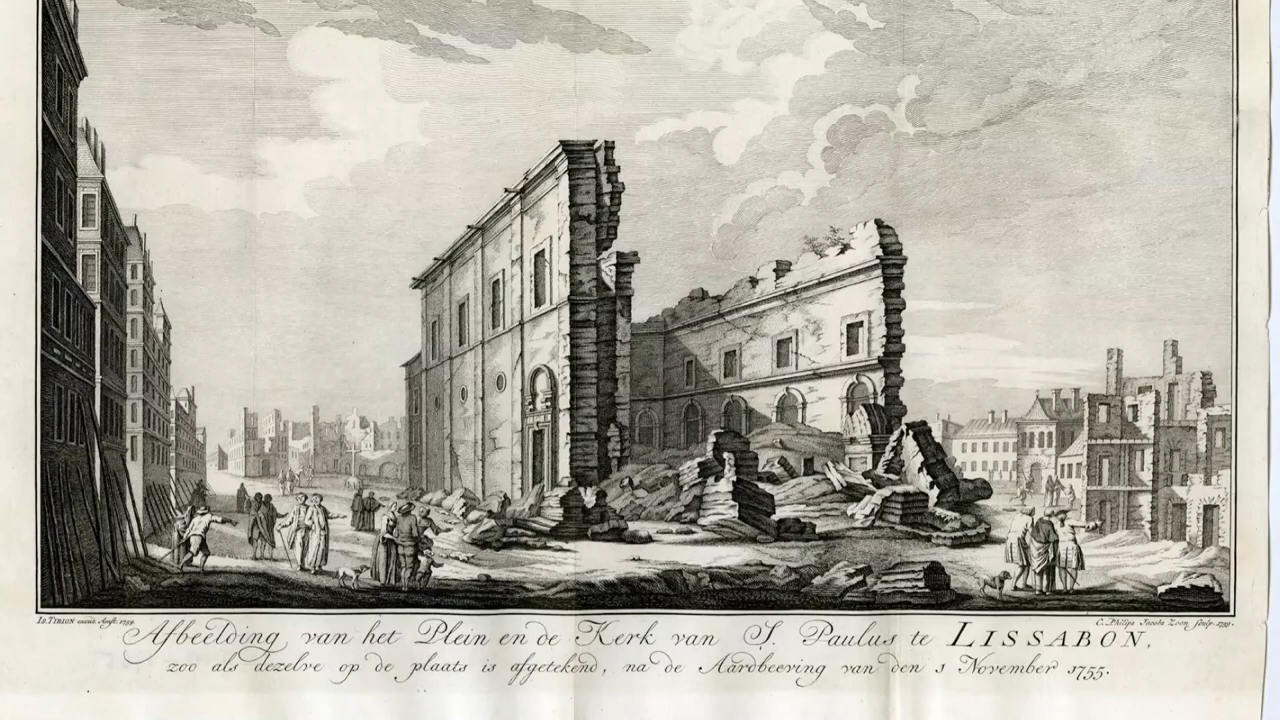 Is. TIRION excud. Amst. 1759.
C. Philips Jacobs Zoon sculp. 1759.
Afbeelding van het Plein en de Kerk van S. Paulus te LISSABON,
zoo als dezelve op de plaats is afgetekend, na de Aardbeeving van den 1 November 1755.